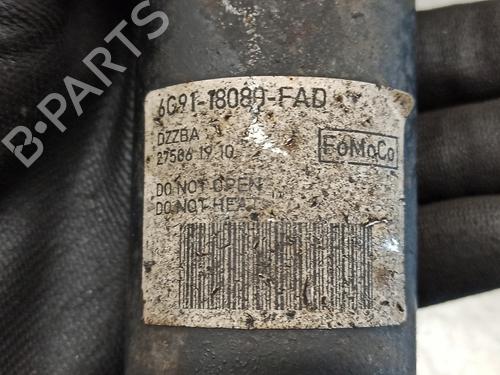 6G91-18080-FAD
DZZBA
27586 19 10
FoMoCo
DO NOT OPEN
DO NOT HEAT
B-PARTS